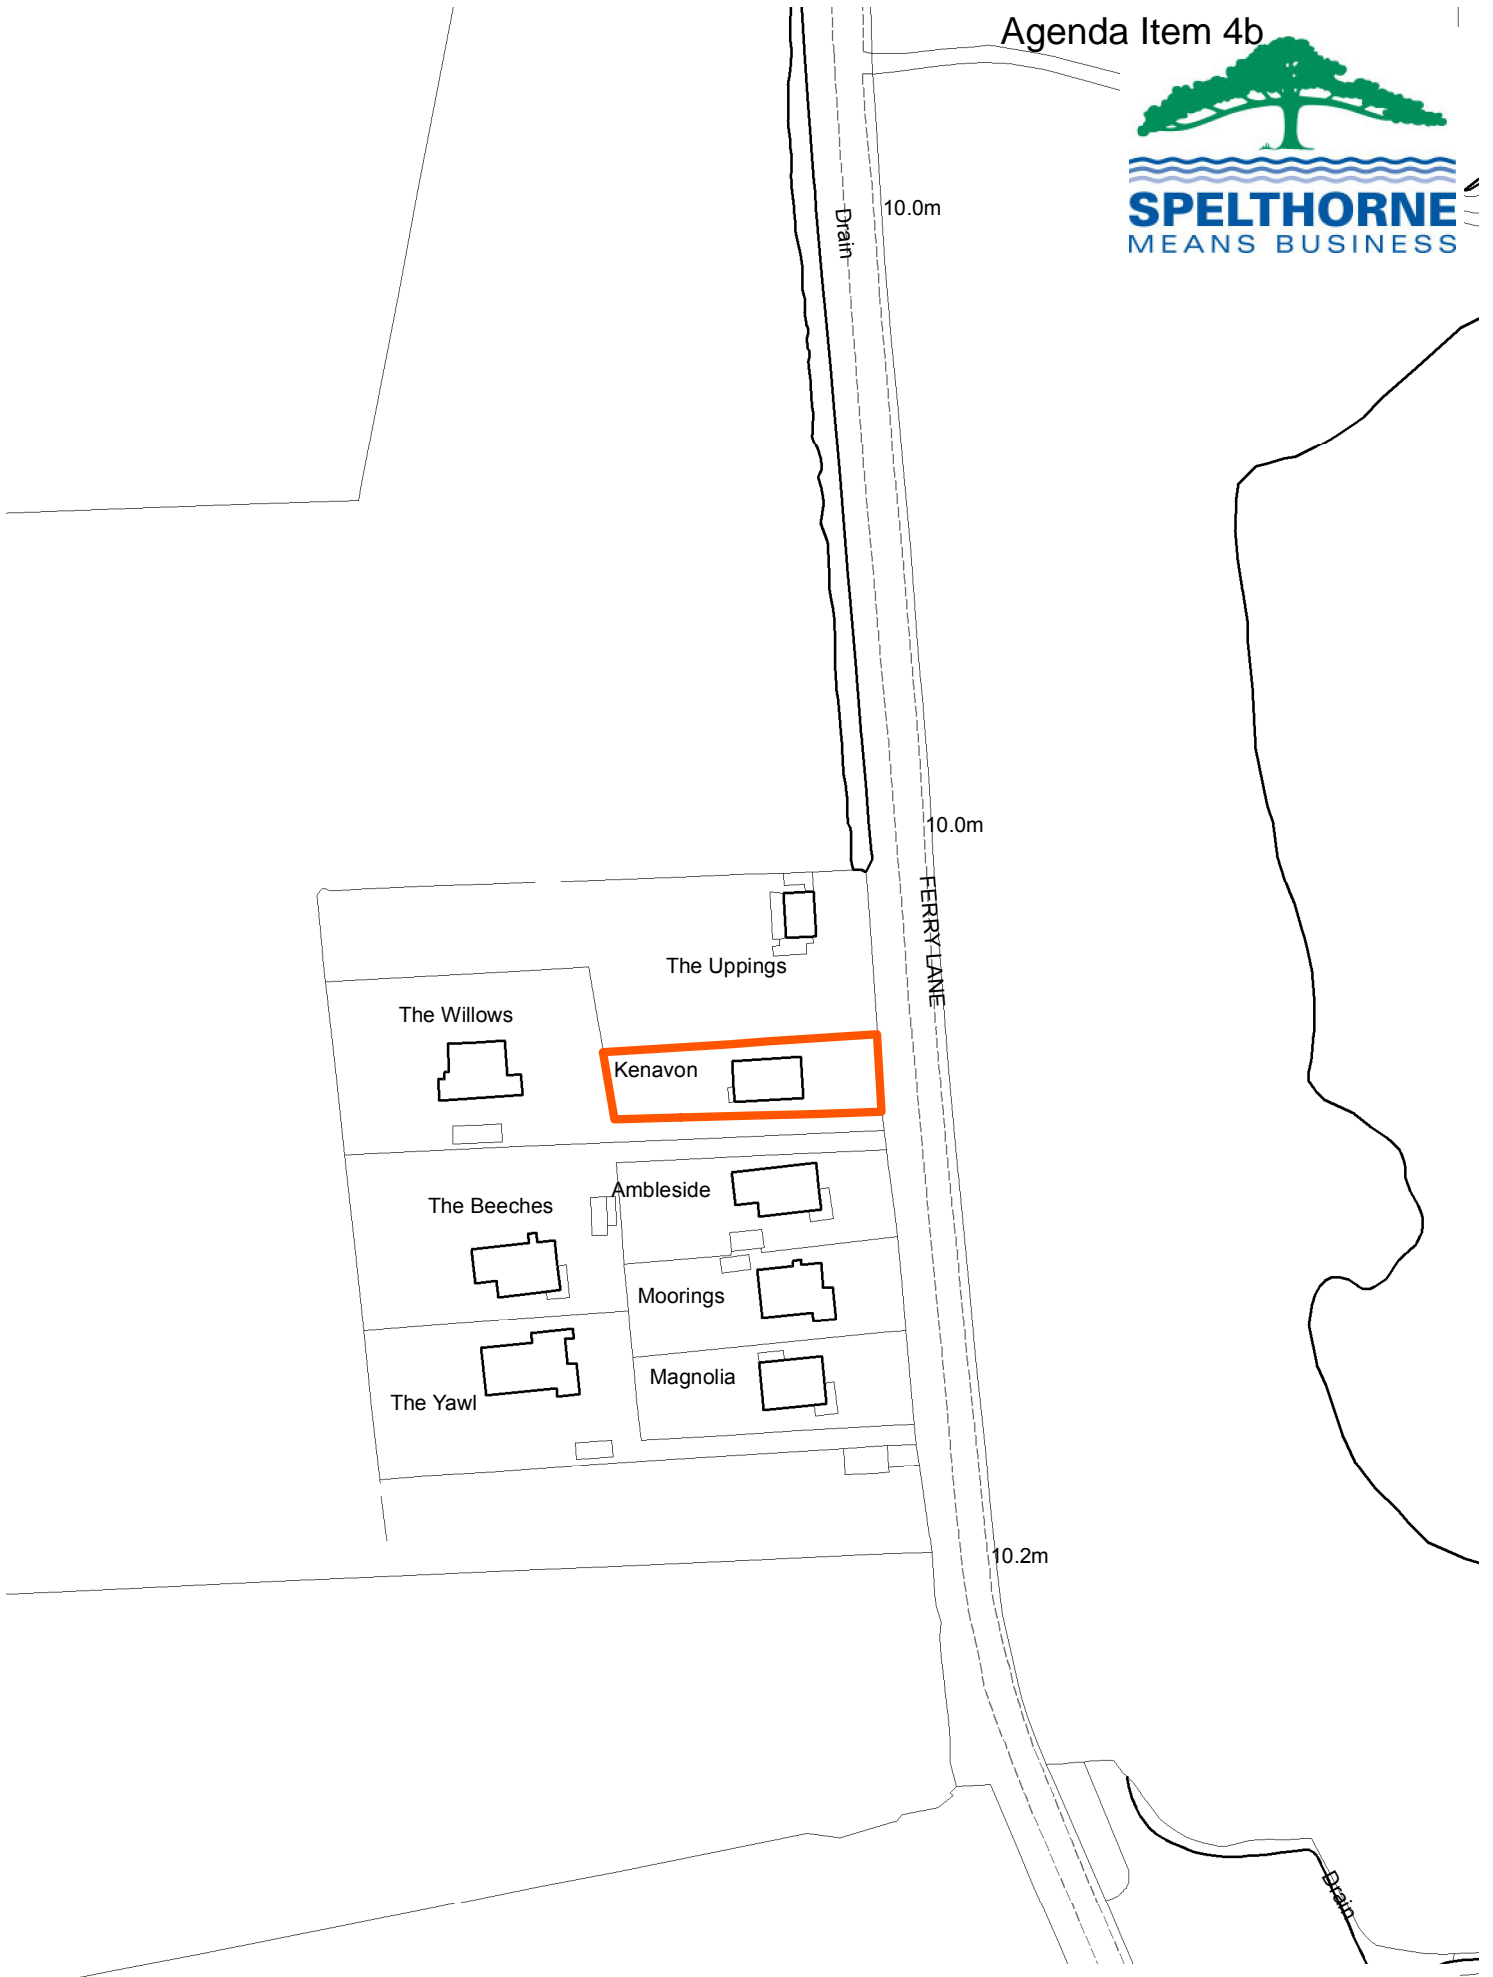 Agenda Item 4b
SPELTHORNE
MEANS BUSINESS
10.0m
Drain
10.0m
FERRY LANE
The Uppings
The Willows
Kenavon
Ambleside
The Beeches
Moorings
Magnolia
The Yawl
10.2m
Drain